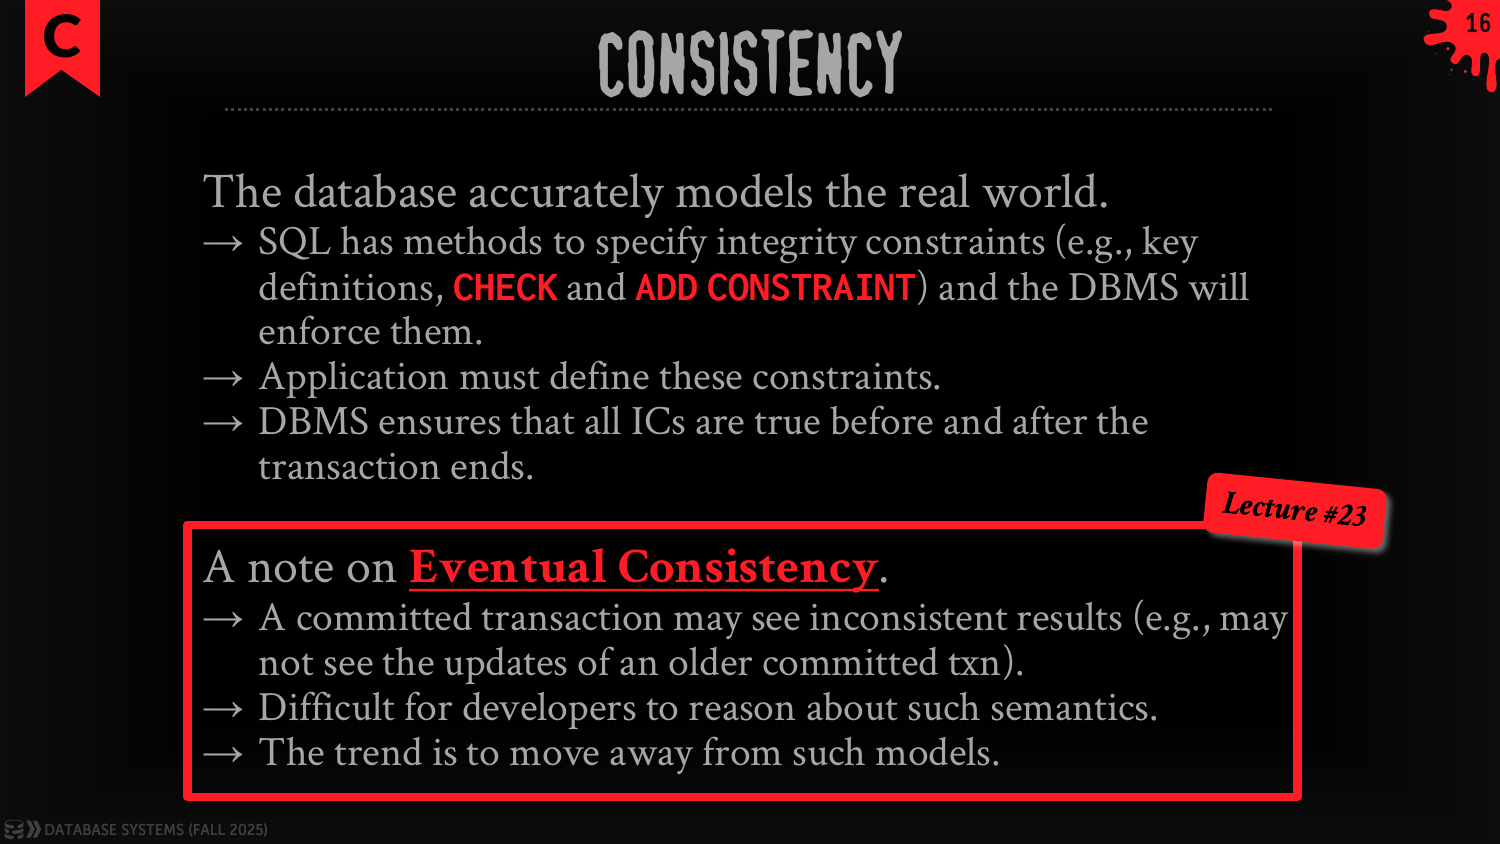 C
CONSISTENCY
16
The database accurately models the real world.
→ SQL has methods to specify integrity constraints (e.g., key
definitions, CHECK and ADD CONSTRAINT) and the DBMS will
enforce them.
→ Application must define these constraints.
→ DBMS ensures that all ICs are true before and after the
transaction ends.
Lecture #23
A note on Eventual Consistency.
→ A committed transaction may see inconsistent results (e.g., may
not see the updates of an older committed txn).
→ Difficult for developers to reason about such semantics.
→ The trend is to move away from such models.
DATABASE SYSTEMS (FALL 2025)